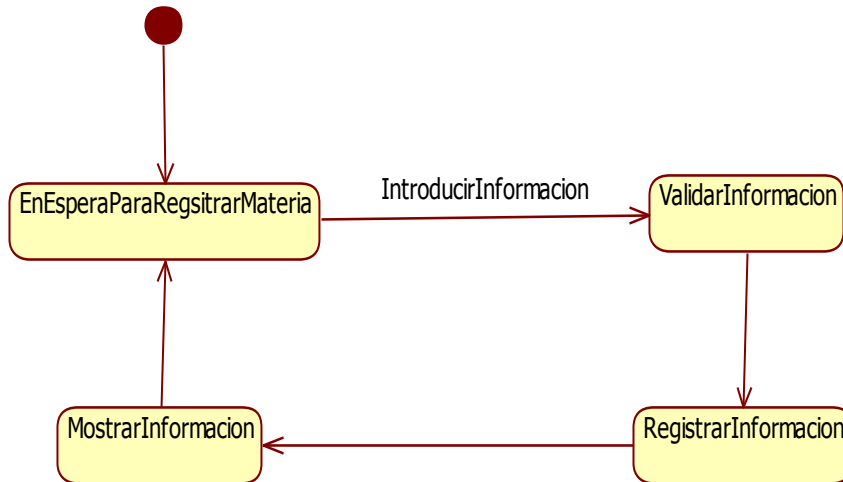 EnEsperaParaRegsitrarMateria
IntroducirInformacion
ValidarInformacion
MostrarInformacion
RegistrarInformacion